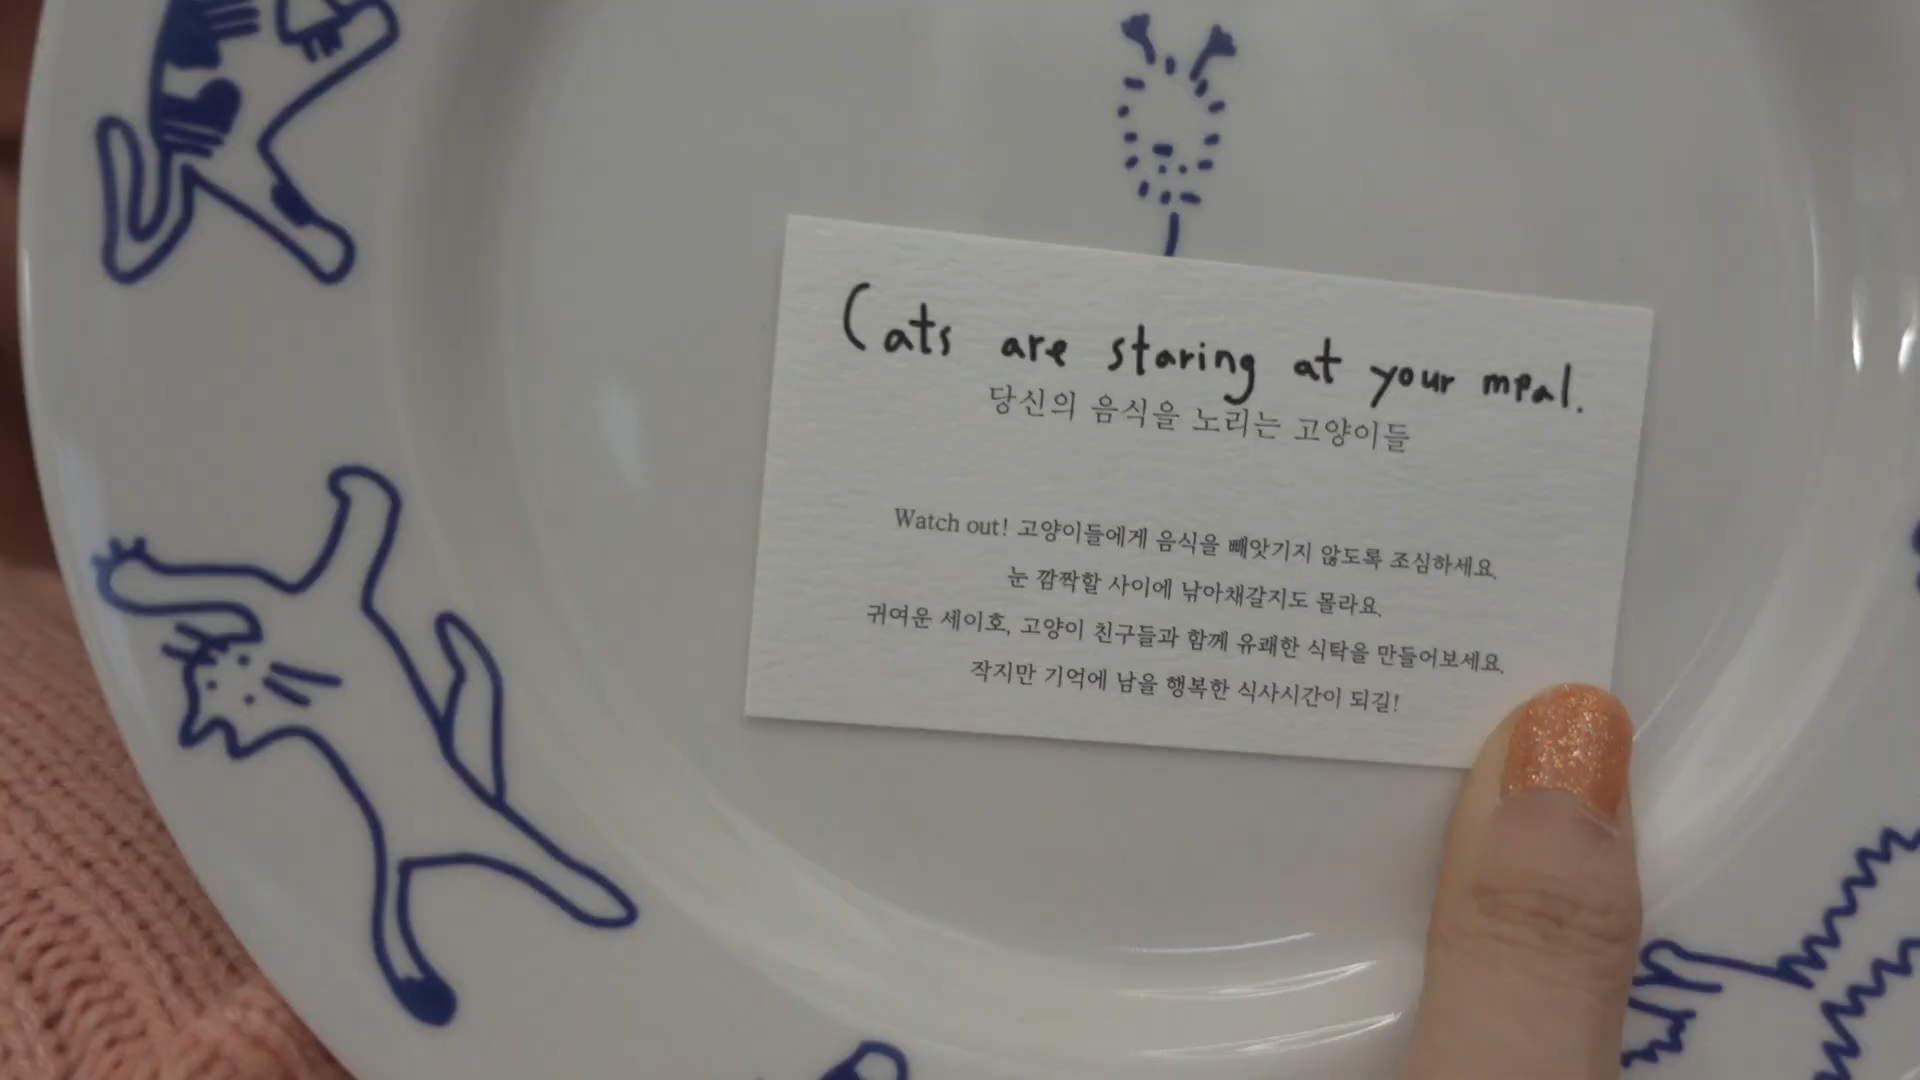 Cats are staring at your meal.
당신의 음식을 노리는 고양이들
Watch out! 고양이들에게 음식을 빼앗기지 않도록 조심하세요.
눈 깜짝할 사이에 낚아채갈지도 몰라요.
귀여운 세이호, 고양이 친구들과 함께 유쾌한 식탁을 만들어보세요.
작지만 기억에 남을 행복한 식사시간이 되길!